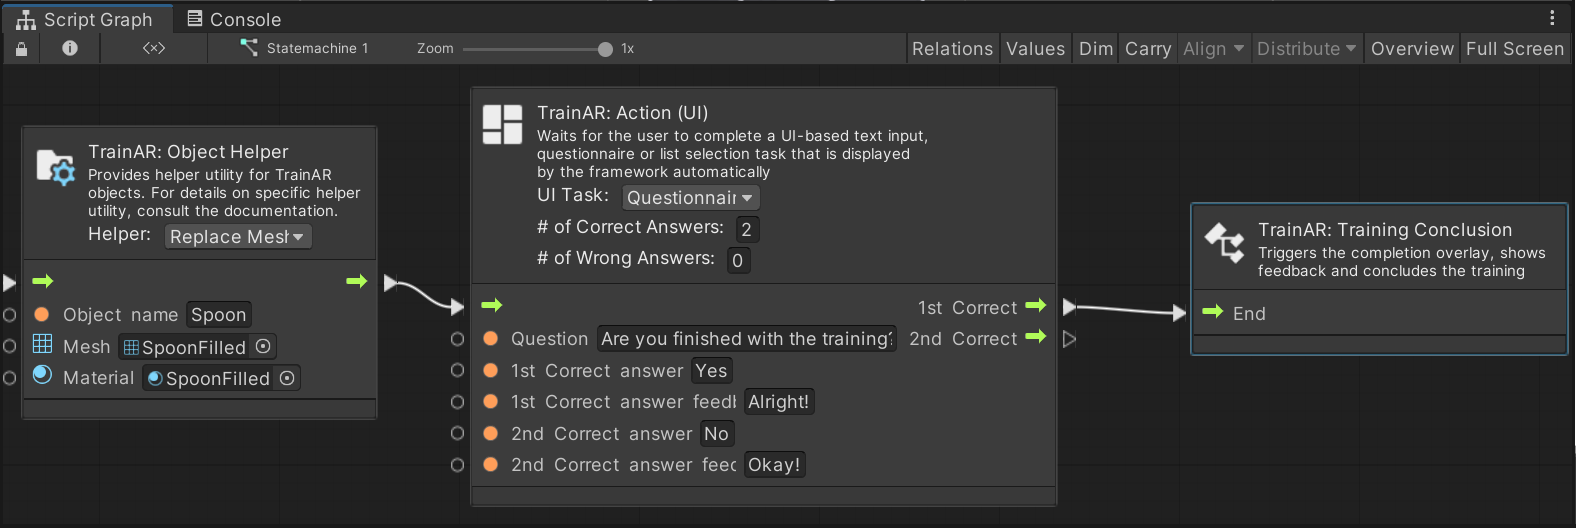 Script Graph
Console
<×>
Statemachine 1
Zoom
1x
Relations
Values
Dim
Carry
Align
Distribute
Overview
Full Screen
TrainAR: Object Helper
Provides helper utility for TrainAR
objects. For details on specific helper
utility, consult the documentation.
Helper: Replace Mesh
Object name Spoon
Mesh SpoonFilled
Material SpoonFilled
TrainAR: Action (UI)
Waits for the user to complete a UI-based text input,
questionnaire or list selection task that is displayed
by the framework automatically
UI Task: Questionnair
# of Correct Answers: 2
# of Wrong Answers: 0
1st Correct
Question Are you finished with the training? 2nd Correct
1st Correct answer Yes
1st Correct answer feedb Alright!
2nd Correct answer No
2nd Correct answer feed Okay!
TrainAR: Training Conclusion
Triggers the completion overlay, shows
feedback and concludes the training
End